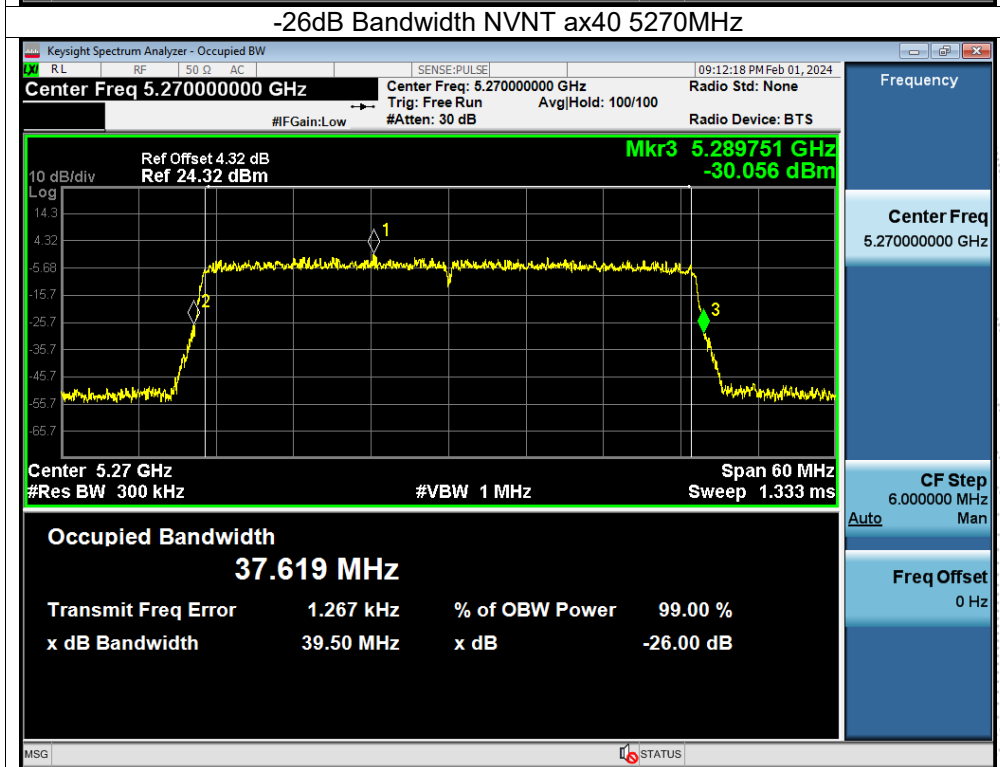 -26dB Bandwidth NVNT ax40 5270MHz
Keysight Spectrum Analyzer - Occupied BW
LXI RL RF 50 Ω AC SENSE:PULSE 09:12:18 PM Feb 01, 2024
Center Freq 5.270000000 GHz Center Freq: 5.270000000 GHz Radio Std: None
Trig: Free Run Avg|Hold: 100/100
#IFGain:Low #Atten: 30 dB Radio Device: BTS
Frequency
Mkr3 5.289751 GHz
-30.056 dBm
Ref Offset 4.32 dB
10 dB/div Ref 24.32 dBm
Log
14.3
4.32
-5.68
-15.7
-25.7
-35.7
-45.7
-55.7
-65.7
1
2
3
Center 5.27 GHz Span 60 MHz
#Res BW 300 kHz #VBW 1 MHz Sweep 1.333 ms
Occupied Bandwidth
37.619 MHz
Transmit Freq Error 1.267 kHz % of OBW Power 99.00 %
x dB Bandwidth 39.50 MHz x dB -26.00 dB
Center Freq
5.270000000 GHz
CF Step
6.000000 MHz
Auto Man
Freq Offset
0 Hz
MSG STATUS